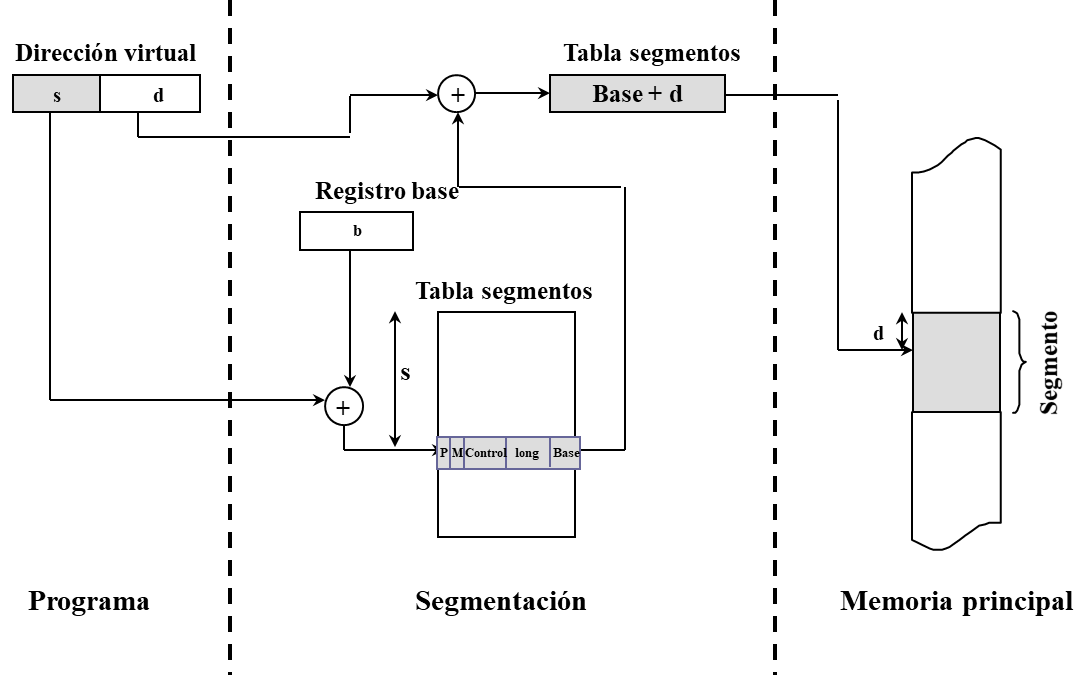 Dirección virtual
s d
+
Tabla segmentos
Base + d
Registro base
b
Tabla segmentos
s
+
P M Control long Base
d
Segmento
Programa
Segmentación
Memoria principal